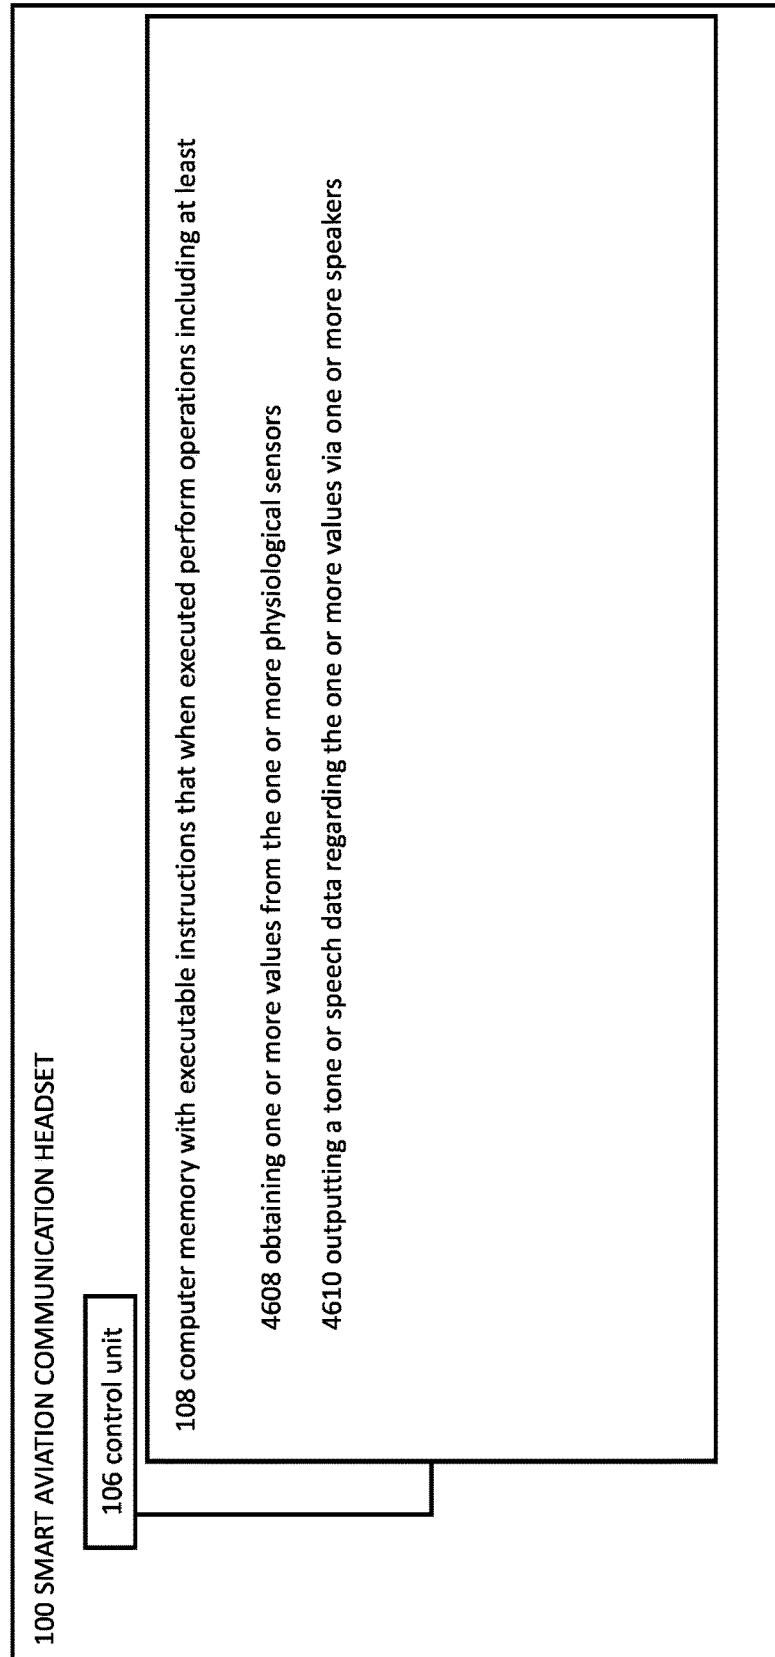 100 SMART AVIATION COMMUNICATION HEADSET
106 control unit
108 computer memory with executable instructions that when executed perform operations including at least
4608 obtaining one or more values from the one or more physiological sensors
4610 outputting a tone or speech data regarding the one or more values via one or more speakers